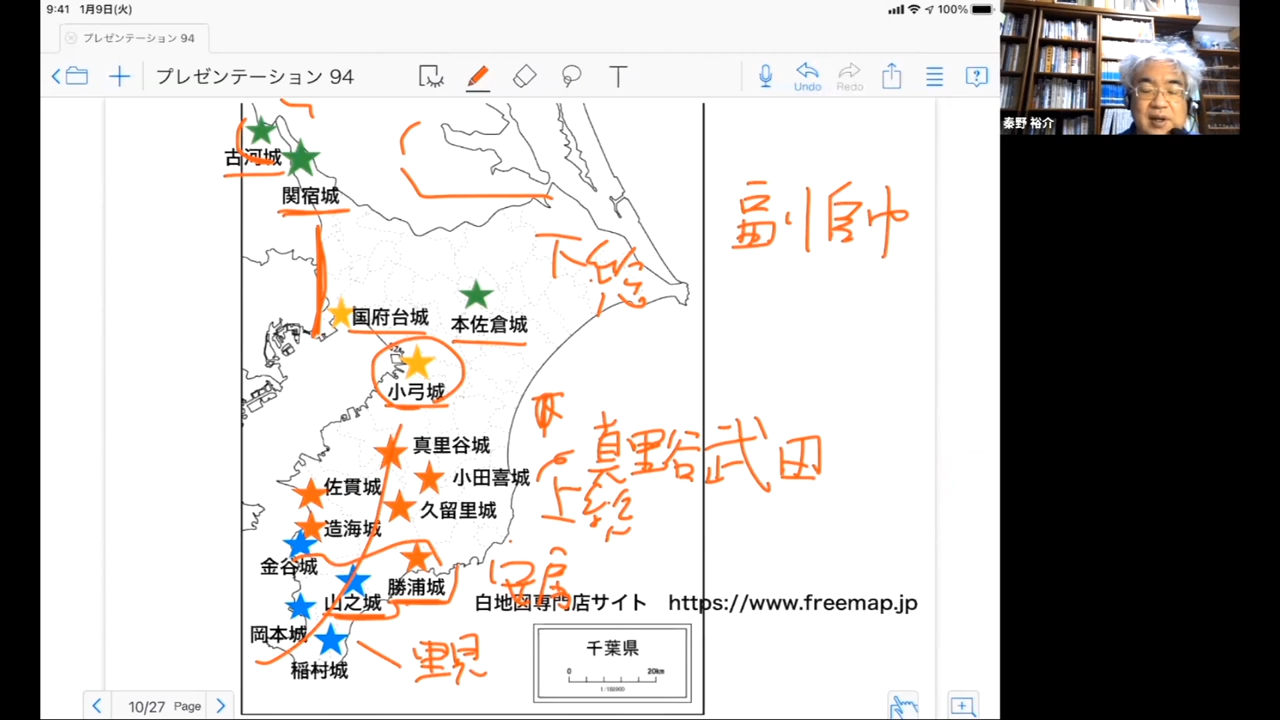 9:41 1月9日(火)
100%
プレゼンテーション 94
プレゼンテーション 94
T
Undo
Redo
秦野 裕介
古河城
関宿城
副帥
下総
国府台城
本佐倉城
小弓城
真里谷城
真里谷武田
小田喜城
佐貫城
久留里城
上総
造海城
金谷城
勝浦城
安房
山之城
白地図専門店サイト https://www.freemap.jp
岡本城
里見
稲村城
千葉県
0 20km
10/27 Page